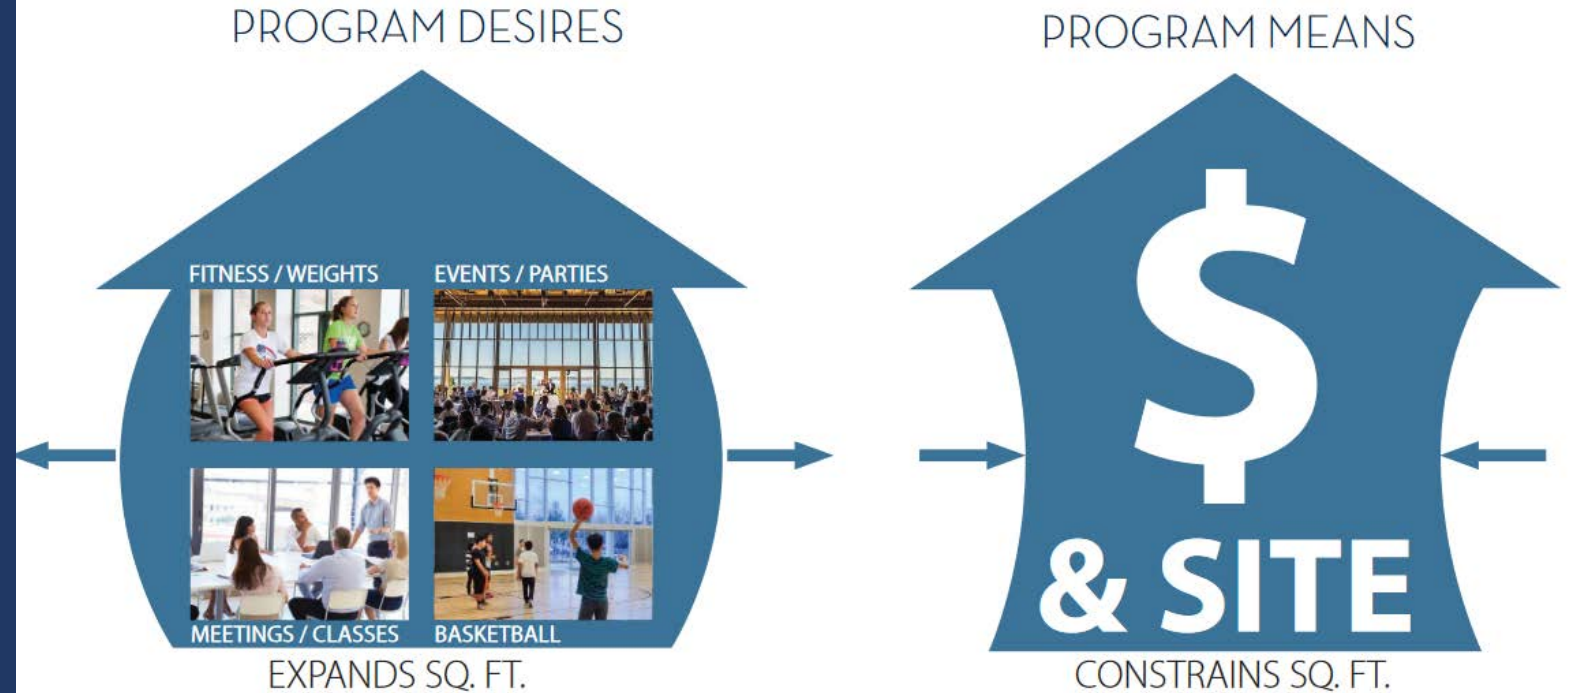 PROGRAM DESIRES
FITNESS / WEIGHTS
EVENTS / PARTIES
MEETINGS / CLASSES
BASKETBALL
EXPANDS SQ. FT.
PROGRAM MEANS
$
& SITE
CONSTRAINS SQ. FT.